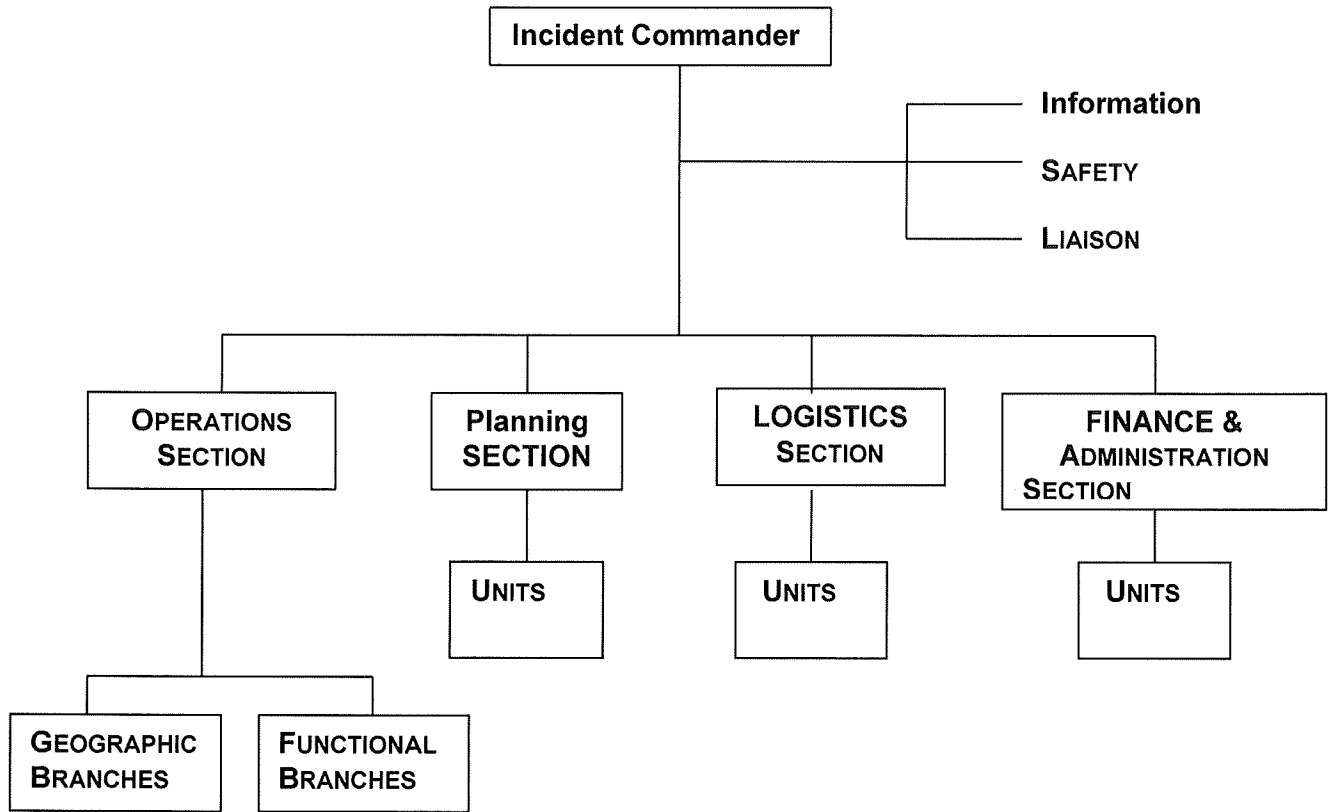 Incident Commander
Information
SAFETY
LIAISON
OPERATIONS
SECTION
Planning
SECTION
LOGISTICS
SECTION
FINANCE &
ADMINISTRATION
SECTION
UNITS
UNITS
UNITS
GEOGRAPHIC
BRANCHES
FUNCTIONAL
BRANCHES